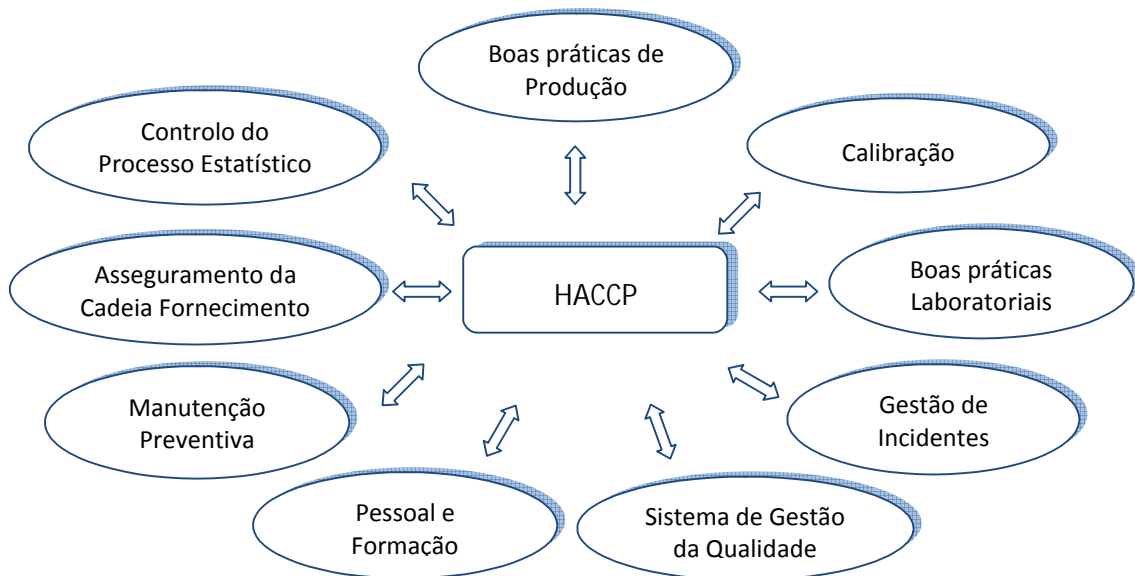 Boas práticas de
Produção
Controlo do
Processo Estatístico
Calibração
Asseguramento da
Cadeia Fornecimento
HACCP
Boas práticas
Laboratoriais
Manutenção
Preventiva
Gestão de
Incidentes
Pessoal e
Formação
Sistema de Gestão
da Qualidade